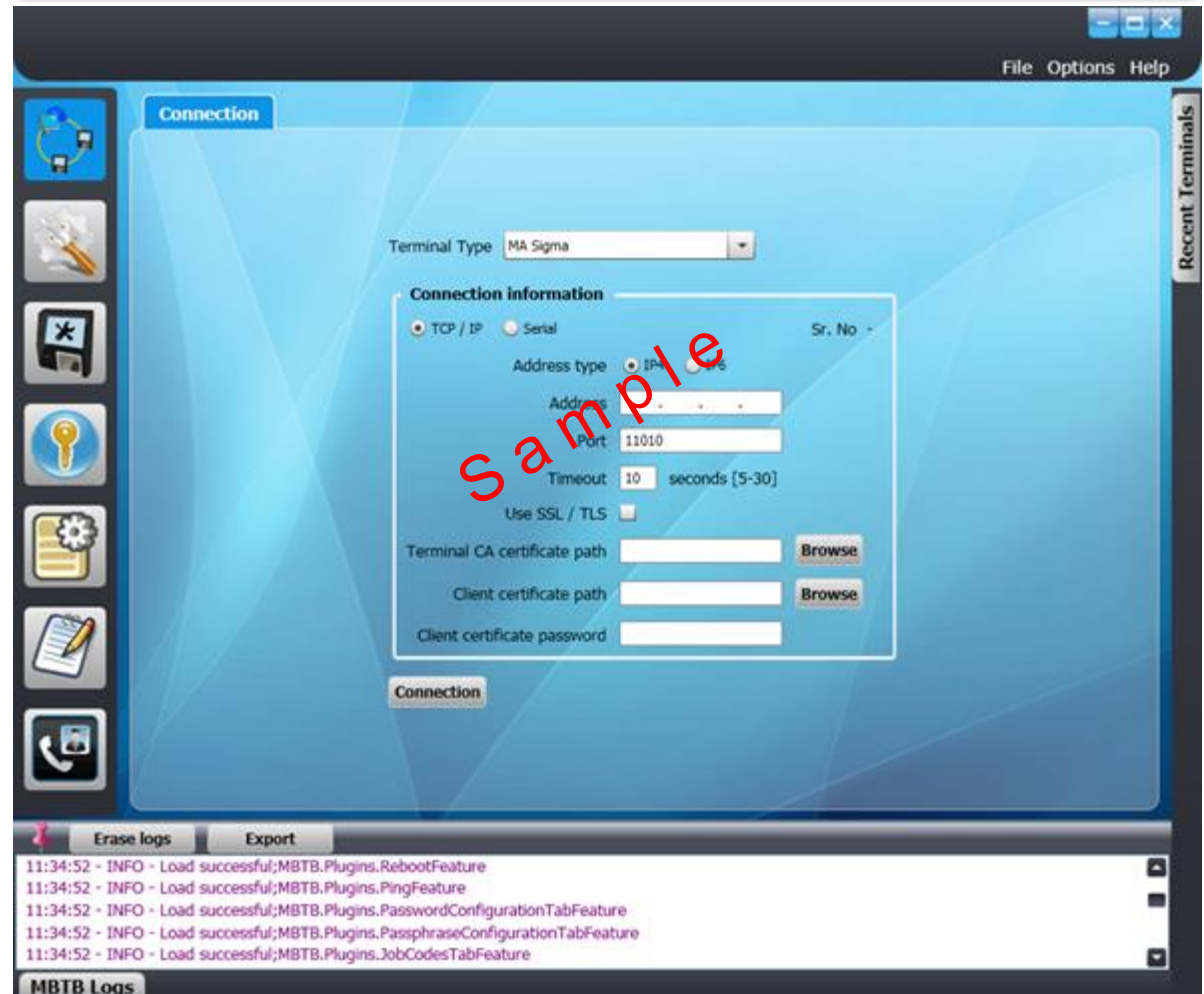 File Options Help
Recent Terminals
Connection
Terminal Type MA Sigma
Connection information
TCP / IP Serial Sr. No -
Address type IP4 IP6
Address . . .
Port 11010
Timeout 10 seconds [5-30]
Use SSL / TLS
Terminal CA certificate path Browse
Client certificate path Browse
Client certificate password
Connection
Sample
Erase logs Export
11:34:52 - INFO - Load successful;MBTB.Plugins.RebootFeature
11:34:52 - INFO - Load successful;MBTB.Plugins.PingFeature
11:34:52 - INFO - Load successful;MBTB.Plugins.PasswordConfigurationTabFeature
11:34:52 - INFO - Load successful;MBTB.Plugins.PassphraseConfigurationTabFeature
11:34:52 - INFO - Load successful;MBTB.Plugins.JobCodesTabFeature
MBTB Logs